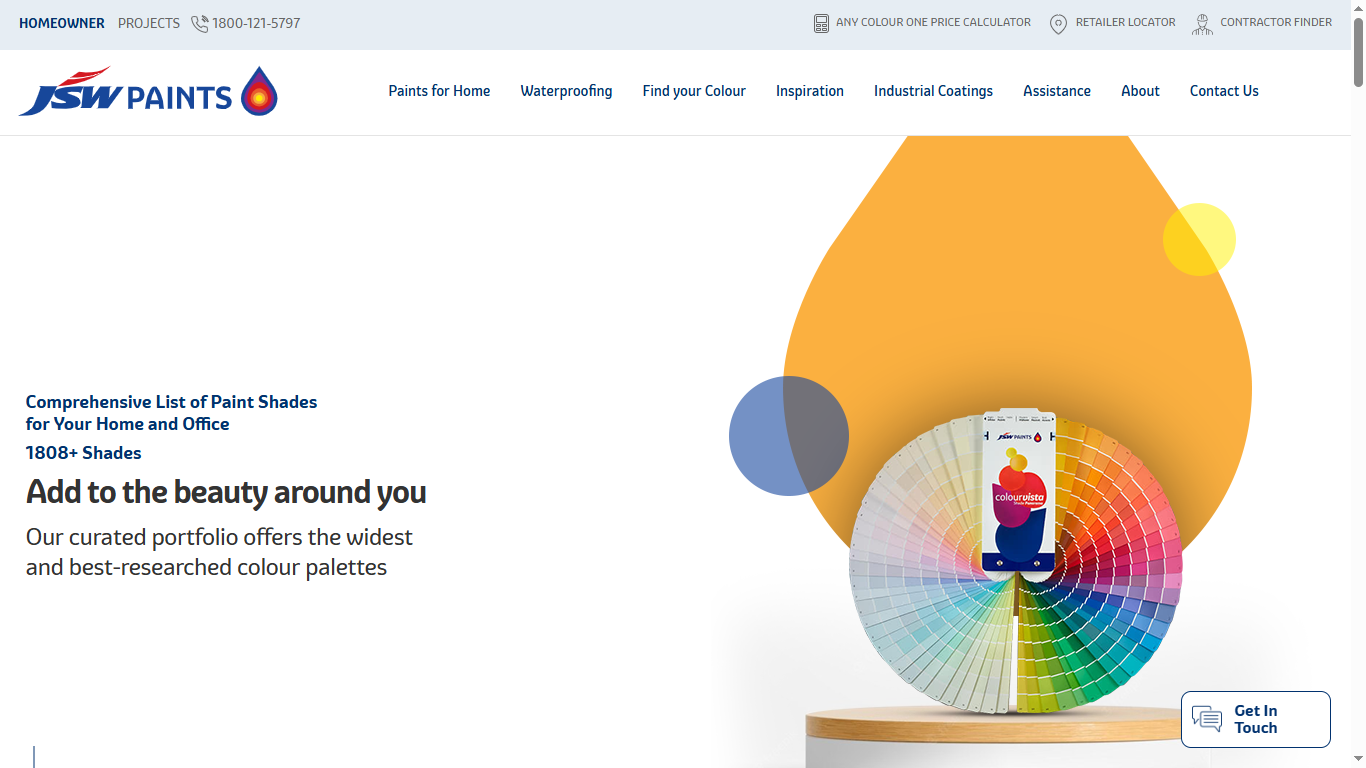 HOMEOWNER PROJECTS 1800-121-5797 ANY COLOUR ONE PRICE CALCULATOR RETAILER LOCATOR CONTRACTOR FINDER
JSW PAINTS Paints for Home Waterproofing Find your Colour Inspiration Industrial Coatings Assistance About Contact Us
Comprehensive List of Paint Shades
for Your Home and Office
1808+ Shades
Add to the beauty around you
Our curated portfolio offers the widest
and best-researched colour palettes
JSW PAINTS
colourvista
Get In
Touch